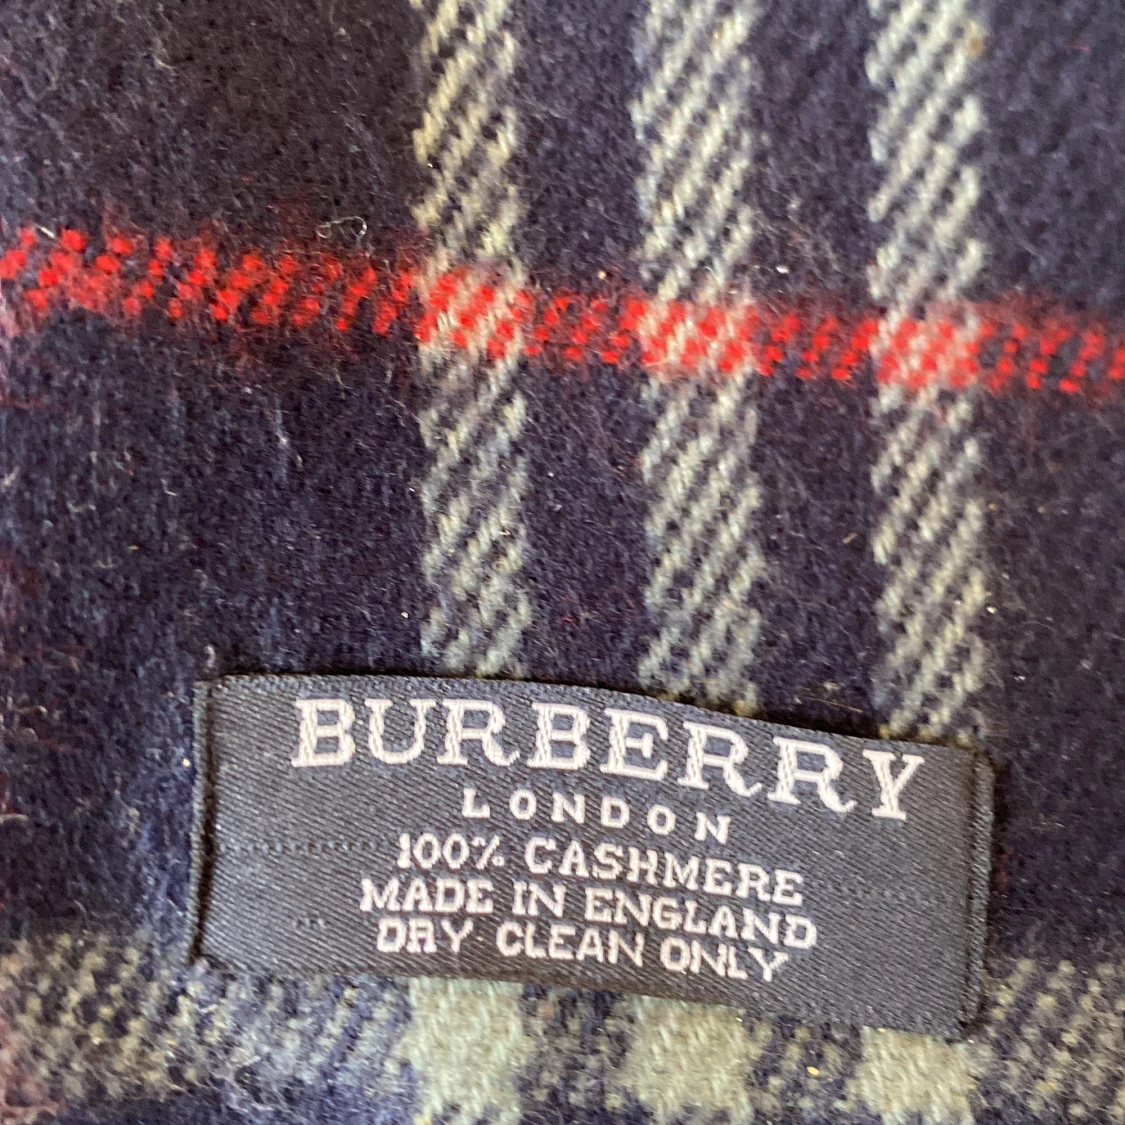 BURBERRY
LONDON
100% CASHMERE
MADE IN ENGLAND
DRY CLEAN ONLY